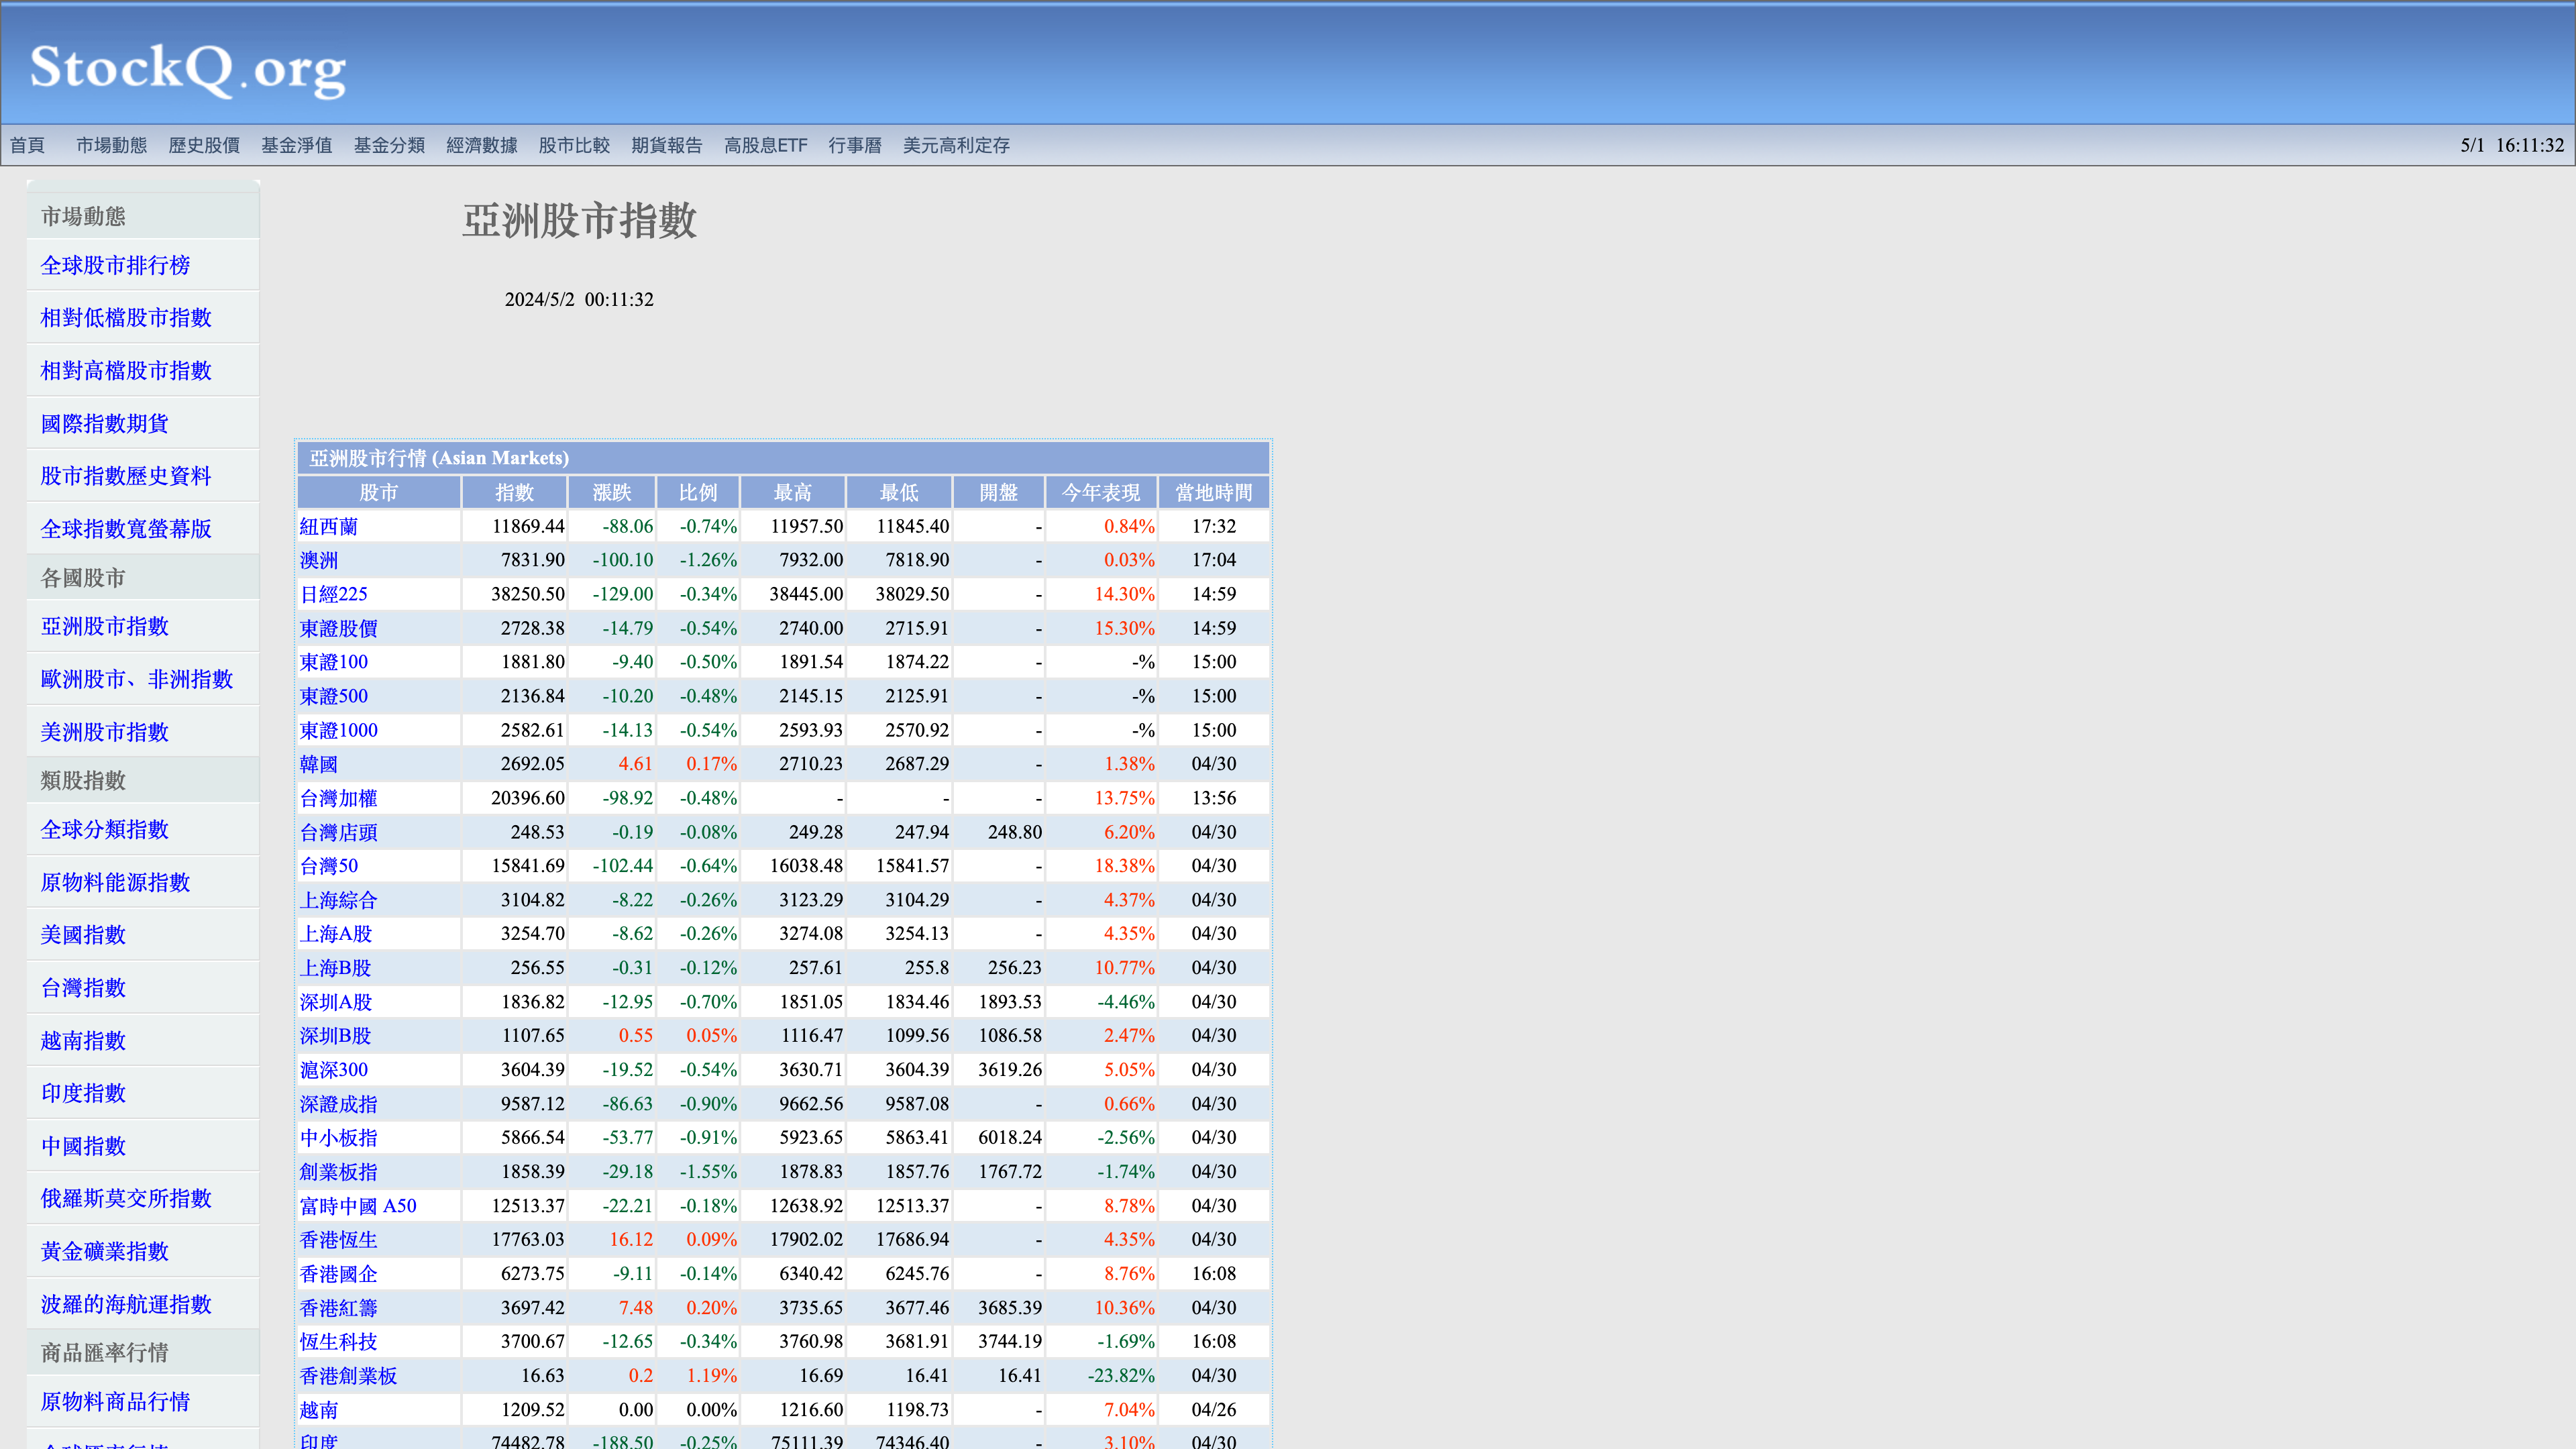 StockQ.org
首頁 市場動態 歷史股價 基金淨值 基金分類 經濟數據 股市比較 期貨報告 高股息ETF 行事曆 美元高利定存 5/1 16:11:32
市場動態
全球股市排行榜
相對低檔股市指數
相對高檔股市指數
國際指數期貨
股市指數歷史資料
全球指數寬螢幕版
各國股市
亞洲股市指數
歐洲股市、非洲指數
美洲股市指數
類股指數
全球分類指數
原物料能源指數
美國指數
台灣指數
越南指數
印度指數
中國指數
俄羅斯莫交所指數
黃金礦業指數
波羅的海航運指數
商品匯率行情
原物料商品行情
亞洲股市指數
2024/5/2 00:11:32
亞洲股市行情 (Asian Markets)
股市 指數 漲跌 比例 最高 最低 開盤 今年表現 當地時間
紐西蘭 11869.44 -88.06 -0.74% 11957.50 11845.40 - 0.84% 17:32
澳洲 7831.90 -100.10 -1.26% 7932.00 7818.90 - 0.03% 17:04
日經225 38250.50 -129.00 -0.34% 38445.00 38029.50 - 14.30% 14:59
東證股價 2728.38 -14.79 -0.54% 2740.00 2715.91 - 15.30% 14:59
東證100 1881.80 -9.40 -0.50% 1891.54 1874.22 - -% 15:00
東證500 2136.84 -10.20 -0.48% 2145.15 2125.91 - -% 15:00
東證1000 2582.61 -14.13 -0.54% 2593.93 2570.92 - -% 15:00
韓國 2692.05 4.61 0.17% 2710.23 2687.29 - 1.38% 04/30
台灣加權 20396.60 -98.92 -0.48% - - - 13.75% 13:56
台灣店頭 248.53 -0.19 -0.08% 249.28 247.94 248.80 6.20% 04/30
台灣50 15841.69 -102.44 -0.64% 16038.48 15841.57 - 18.38% 04/30
上海綜合 3104.82 -8.22 -0.26% 3123.29 3104.29 - 4.37% 04/30
上海A股 3254.70 -8.62 -0.26% 3274.08 3254.13 - 4.35% 04/30
上海B股 256.55 -0.31 -0.12% 257.61 255.8 256.23 10.77% 04/30
深圳A股 1836.82 -12.95 -0.70% 1851.05 1834.46 1893.53 -4.46% 04/30
深圳B股 1107.65 0.55 0.05% 1116.47 1099.56 1086.58 2.47% 04/30
滬深300 3604.39 -19.52 -0.54% 3630.71 3604.39 3619.26 5.05% 04/30
深證成指 9587.12 -86.63 -0.90% 9662.56 9587.08 - 0.66% 04/30
中小板指 5866.54 -53.77 -0.91% 5923.65 5863.41 6018.24 -2.56% 04/30
創業板指 1858.39 -29.18 -1.55% 1878.83 1857.76 1767.72 -1.74% 04/30
富時中國 A50 12513.37 -22.21 -0.18% 12638.92 12513.37 - 8.78% 04/30
香港恆生 17763.03 16.12 0.09% 17902.02 17686.94 - 4.35% 04/30
香港國企 6273.75 -9.11 -0.14% 6340.42 6245.76 - 8.76% 16:08
香港紅籌 3697.42 7.48 0.20% 3735.65 3677.46 3685.39 10.36% 04/30
恆生科技 3700.67 -12.65 -0.34% 3760.98 3681.91 3744.19 -1.69% 16:08
香港創業板 16.63 0.2 1.19% 16.69 16.41 16.41 -23.82% 04/30
越南 1209.52 0.00 0.00% 1216.60 1198.73 - 7.04% 04/26
印度 74482.78 -188.50 -0.25% 75111.39 74346.40 - 3.10% 04/30